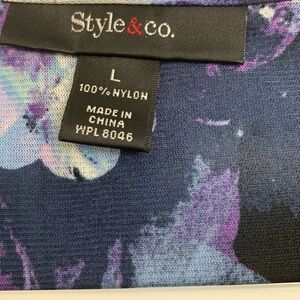 Style&co.
L
100% NYLON
MADE IN
CHINA
WPL 8046